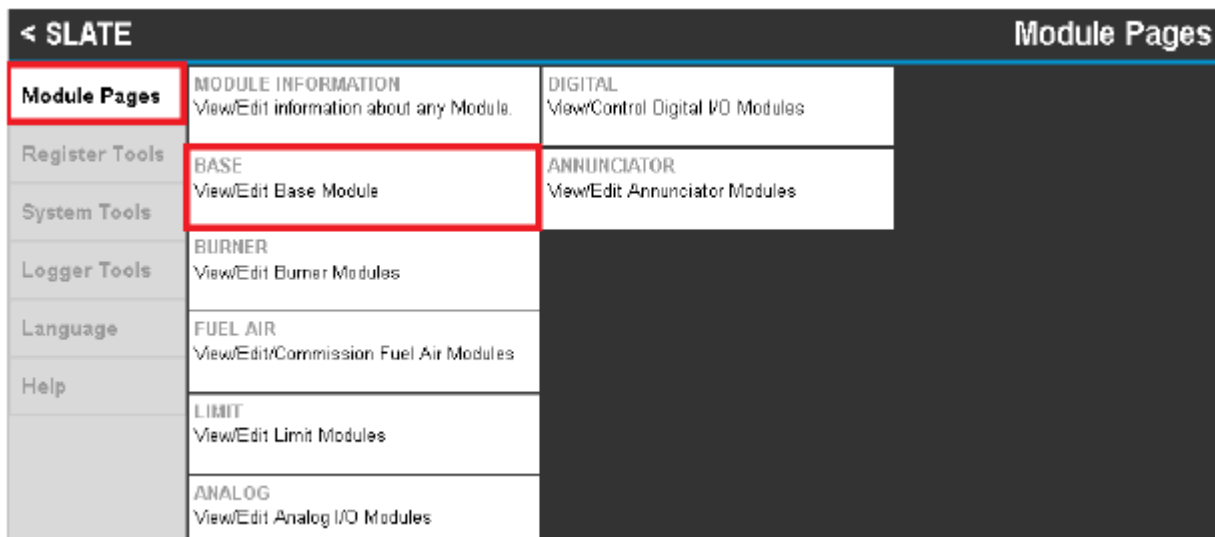 < SLATE
Module Pages
Module Pages
Register Tools
System Tools
Logger Tools
Language
Help
MODULE INFORMATION
View/Edit information about any Module.
BASE
View/Edit Base Module
BURNER
View/Edit Burner Modules
FUEL AIR
View/Edit/Commission Fuel Air Modules
LIMIT
View/Edit Limit Modules
ANALOG
View/Edit Analog I/O Modules
DIGITAL
View/Control Digital I/O Modules
ANNUNCIATOR
View/Edit Annunciator Modules